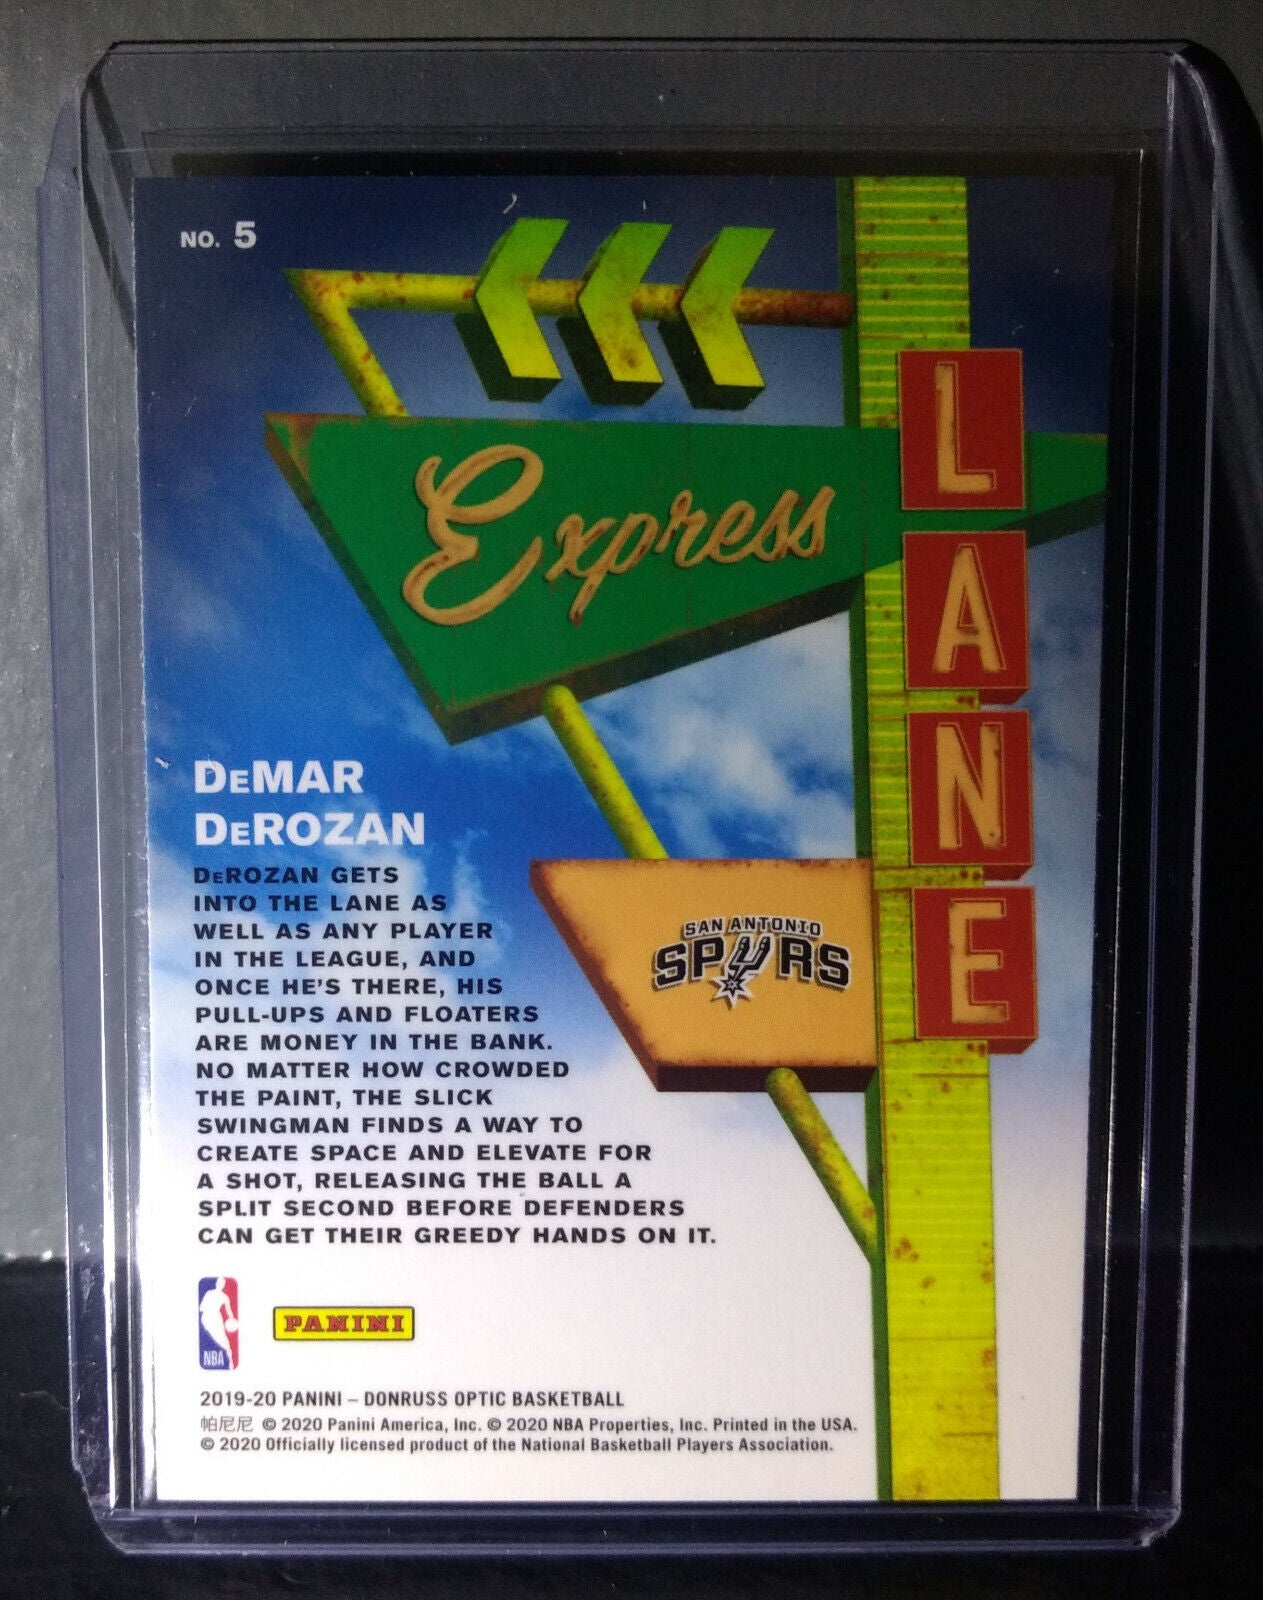 NO. 5
Express
LANE
SAN ANTONIO
SPURS
DeMAR
DeROZAN
DeROZAN GETS
INTO THE LANE AS
WELL AS ANY PLAYER
IN THE LEAGUE, AND
ONCE HE'S THERE, HIS
PULL-UPS AND FLOATERS
ARE MONEY IN THE BANK.
NO MATTER HOW CROWDED
THE PAINT, THE SLICK
SWINGMAN FINDS A WAY TO
CREATE SPACE AND ELEVATE FOR
A SHOT, RELEASING THE BALL A
SPLIT SECOND BEFORE DEFENDERS
CAN GET THEIR GREEDY HANDS ON IT.
NBA
PANINI
2019-20 PANINI – DONRUSS OPTIC BASKETBALL
帕尼尼 © 2020 Panini America, Inc. © 2020 NBA Properties, Inc. Printed in the USA.
© 2020 Officially licensed product of the National Basketball Players Association.